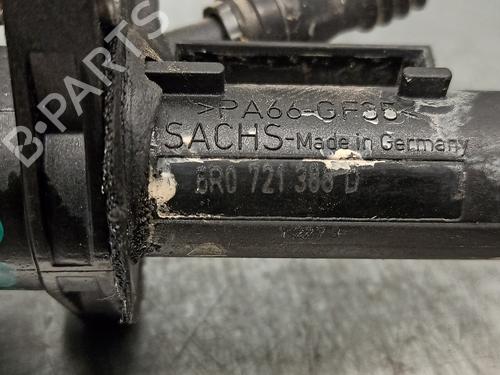 B-PARTS
>PA66-GF35<
SACHS-Made in Germany
6R0 721 388 D